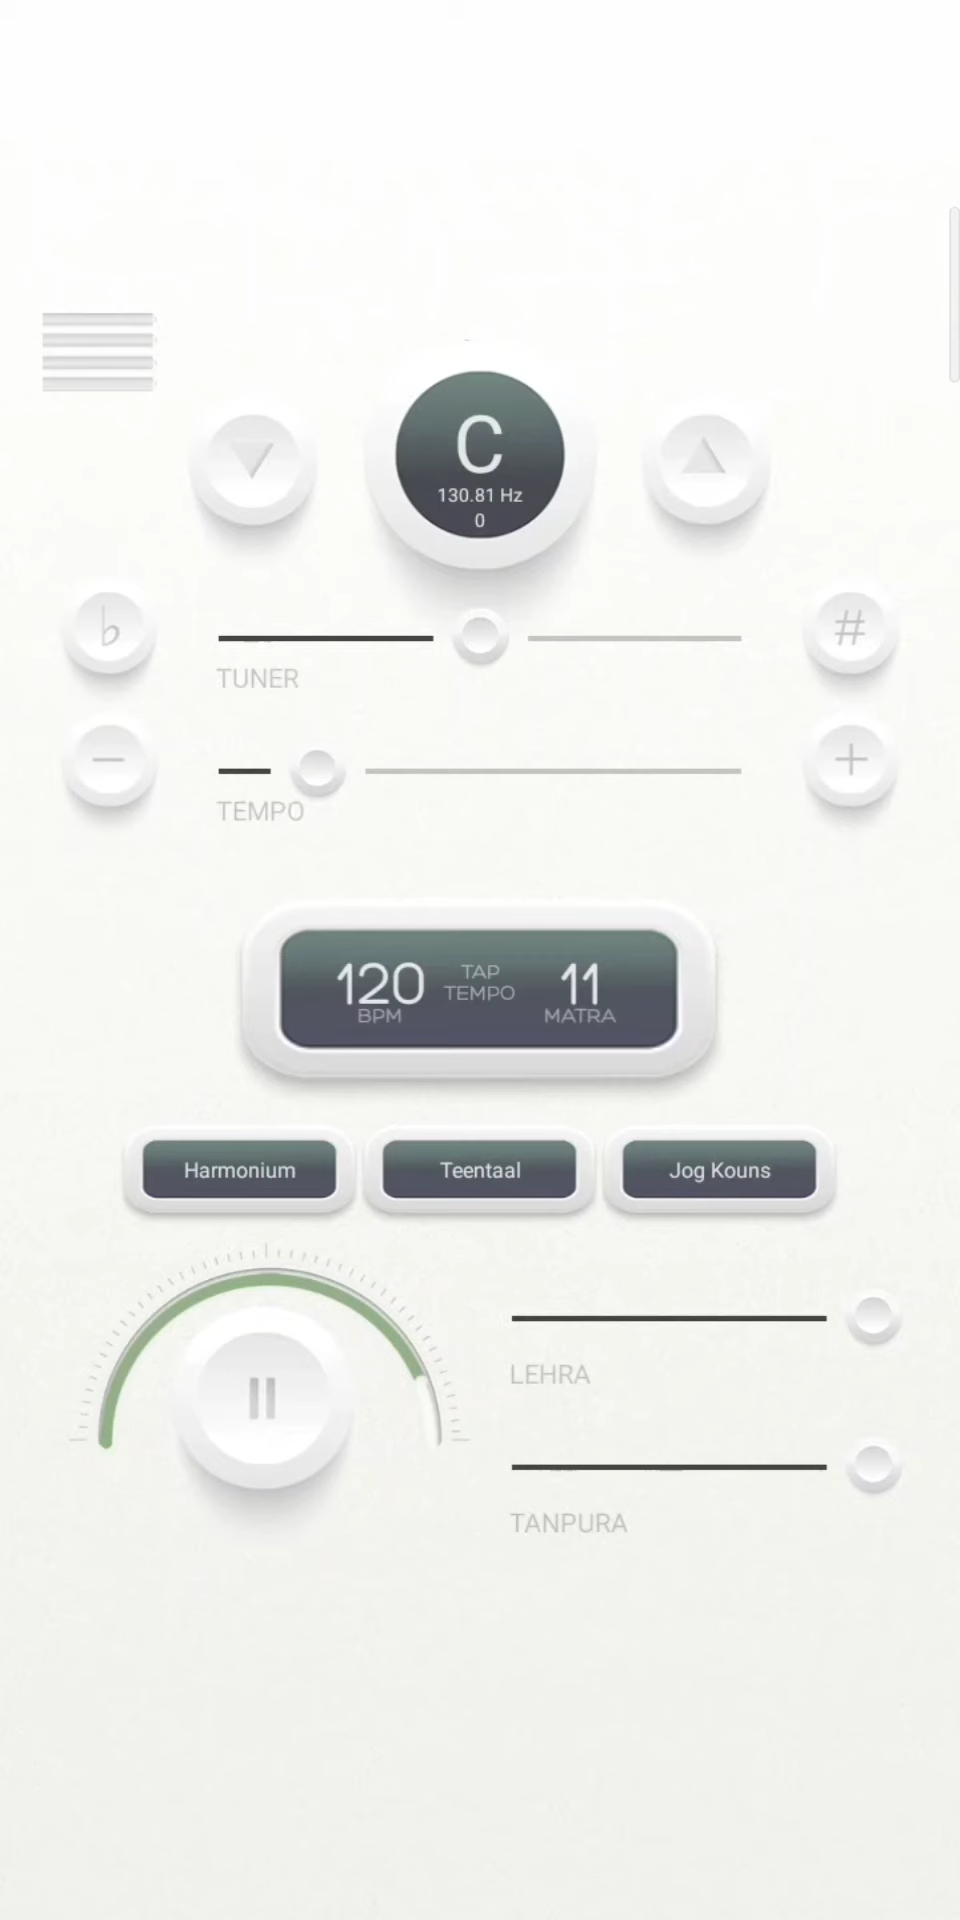 C
130.81 Hz
0
♭
#
TUNER
−
+
TEMPO
120
BPM
TAP
TEMPO
11
MATRA
Harmonium
Teentaal
Jog Kouns
LEHRA
TANPURA